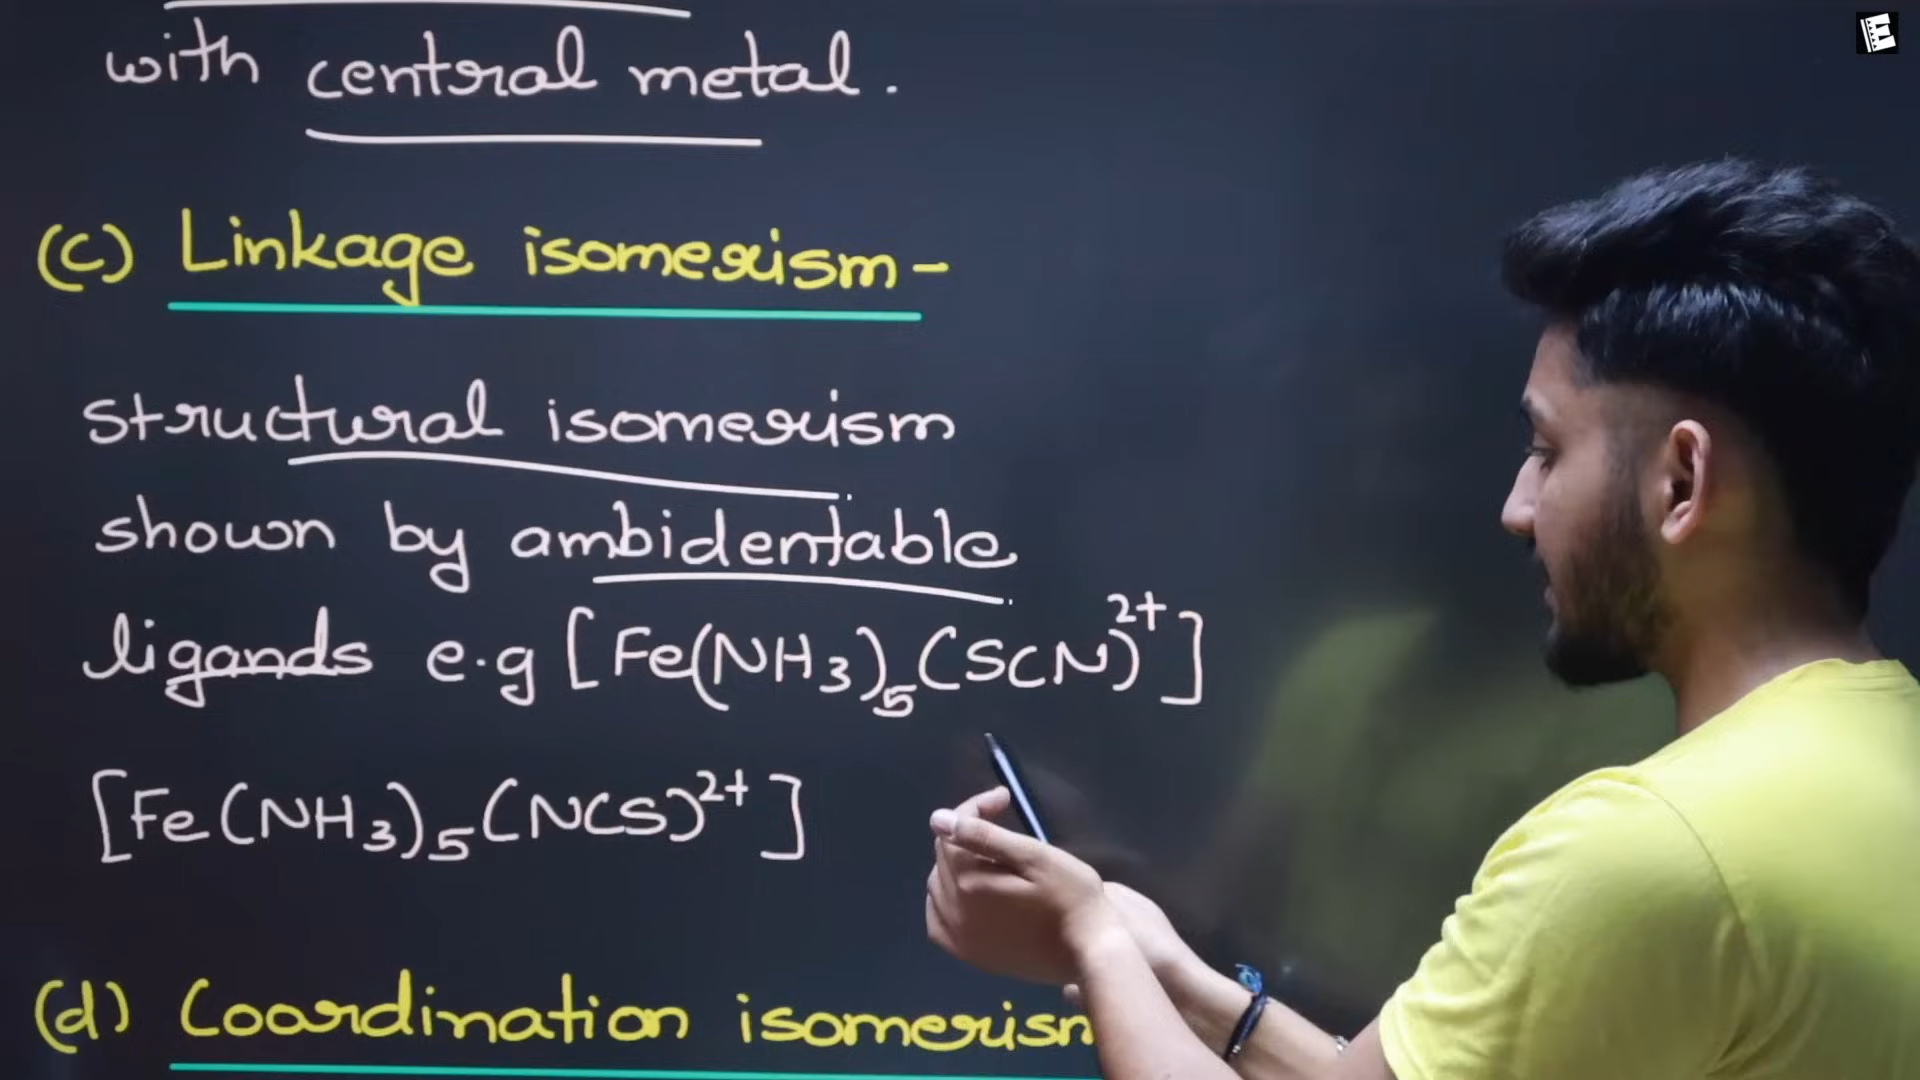 with central metal.
(c) Linkage isomerism-
structural isomerism
shown by ambidentable
ligands e.g [Fe(NH₃)₅(SCN)²⁺]
[Fe(NH₃)₅(NCS)²⁺]
(d) Coordination isomerism